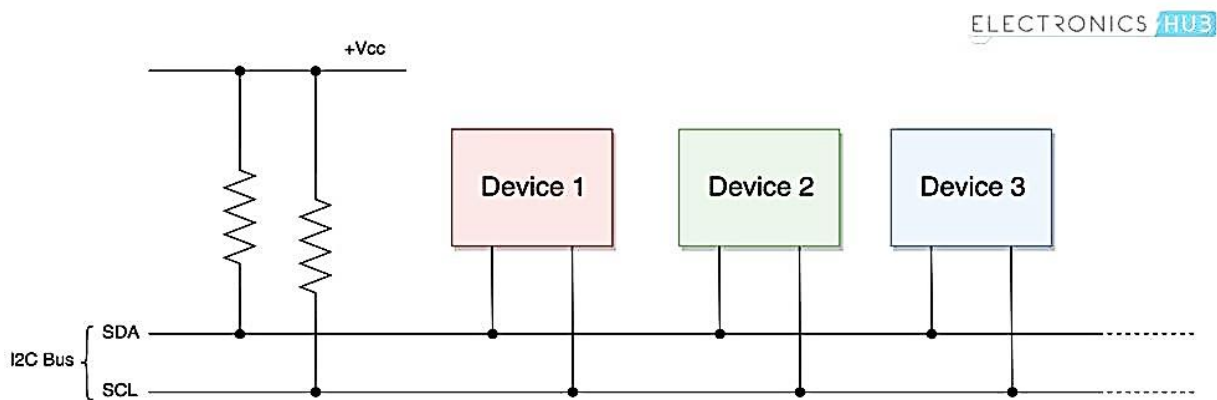 ELECTRONICS HUB
+Vcc
Device 1
Device 2
Device 3
I2C Bus
SDA
SCL